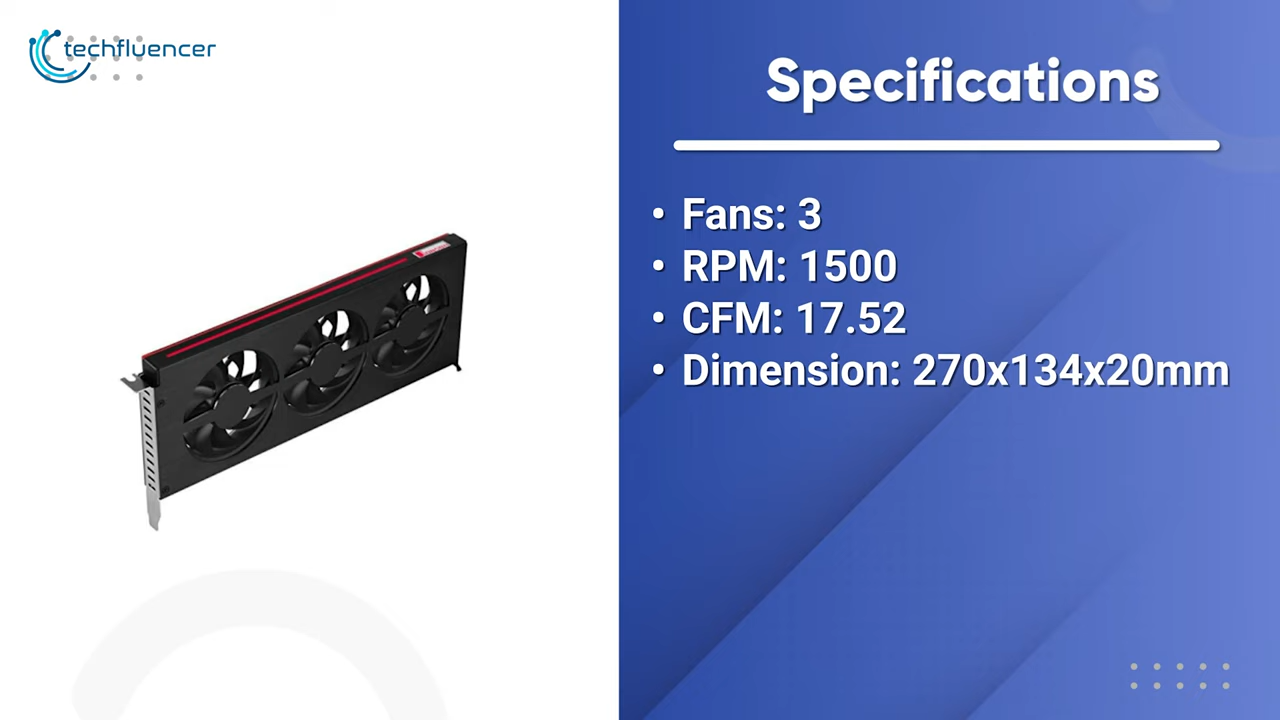 techfluencer
Specifications
• Fans: 3
• RPM: 1500
• CFM: 17.52
• Dimension: 270x134x20mm